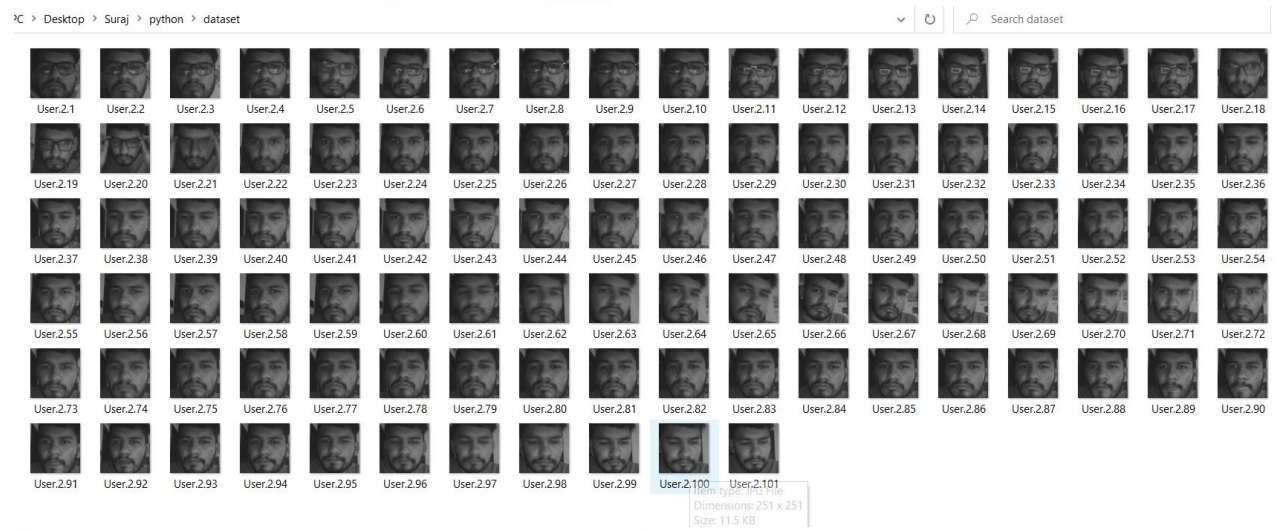 PC > Desktop > Suraj > python > dataset Search dataset
User.2.1 User.2.2 User.2.3 User.2.4 User.2.5 User.2.6 User.2.7 User.2.8 User.2.9 User.2.10 User.2.11 User.2.12 User.2.13 User.2.14 User.2.15 User.2.16 User.2.17 User.2.18
User.2.19 User.2.20 User.2.21 User.2.22 User.2.23 User.2.24 User.2.25 User.2.26 User.2.27 User.2.28 User.2.29 User.2.30 User.2.31 User.2.32 User.2.33 User.2.34 User.2.35 User.2.36
User.2.37 User.2.38 User.2.39 User.2.40 User.2.41 User.2.42 User.2.43 User.2.44 User.2.45 User.2.46 User.2.47 User.2.48 User.2.49 User.2.50 User.2.51 User.2.52 User.2.53 User.2.54
User.2.55 User.2.56 User.2.57 User.2.58 User.2.59 User.2.60 User.2.61 User.2.62 User.2.63 User.2.64 User.2.65 User.2.66 User.2.67 User.2.68 User.2.69 User.2.70 User.2.71 User.2.72
User.2.73 User.2.74 User.2.75 User.2.76 User.2.77 User.2.78 User.2.79 User.2.80 User.2.81 User.2.82 User.2.83 User.2.84 User.2.85 User.2.86 User.2.87 User.2.88 User.2.89 User.2.90
User.2.91 User.2.92 User.2.93 User.2.94 User.2.95 User.2.96 User.2.97 User.2.98 User.2.99 User.2.100 User.2.101
Item type: JPG File
Dimensions: 251 x 251
Size: 11.5 KB